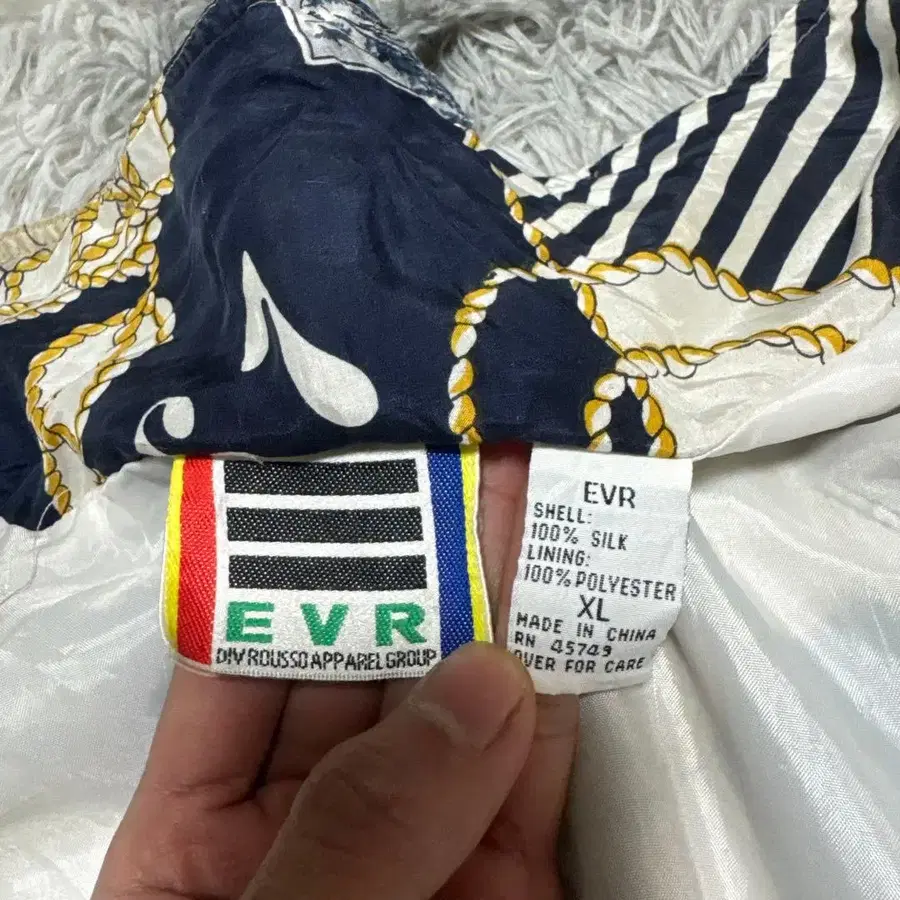 EVR
DIV ROUSSO APPAREL GROUP
EVR
SHELL:
100% SILK
LINING:
100% POLYESTER
XL
MADE IN CHINA
RN 45749
OVER FOR CARE